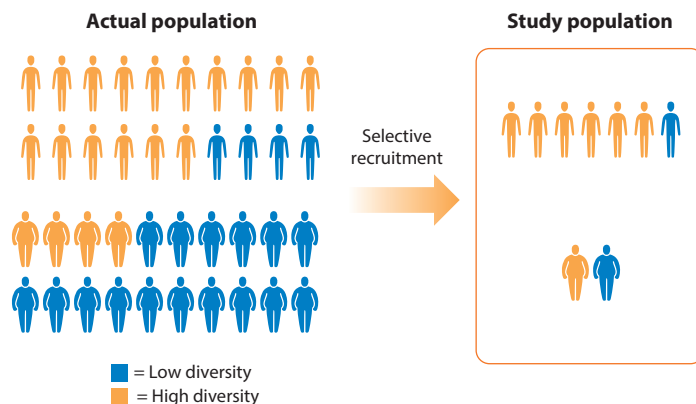 Actual population
Study population
Selective
recruitment
= Low diversity
= High diversity